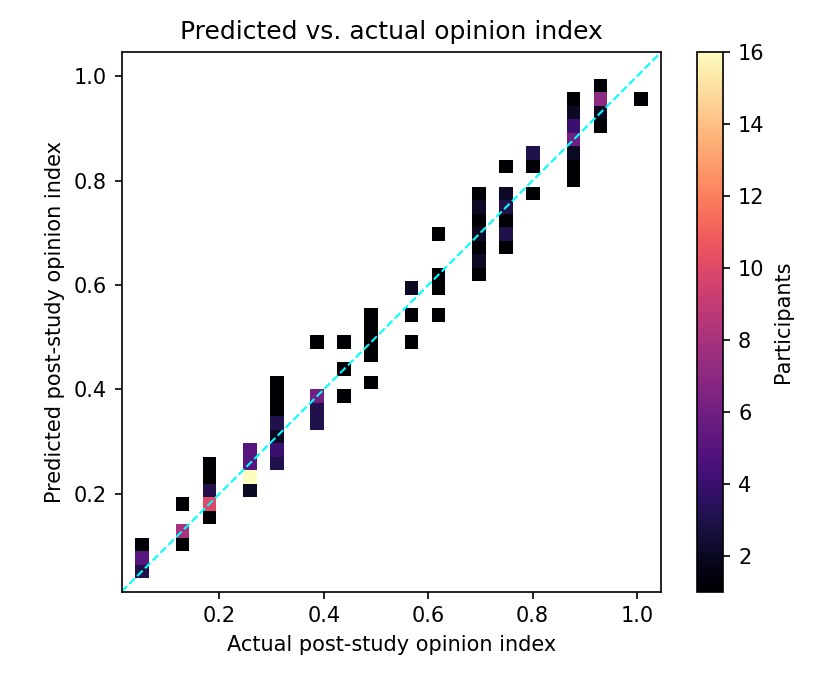 Predicted vs. actual opinion index
Predicted post-study opinion index
1.0
0.8
0.6
0.4
0.2
0.2 0.4 0.6 0.8 1.0
Actual post-study opinion index
16
14
12
10
8
6
4
2
Participants